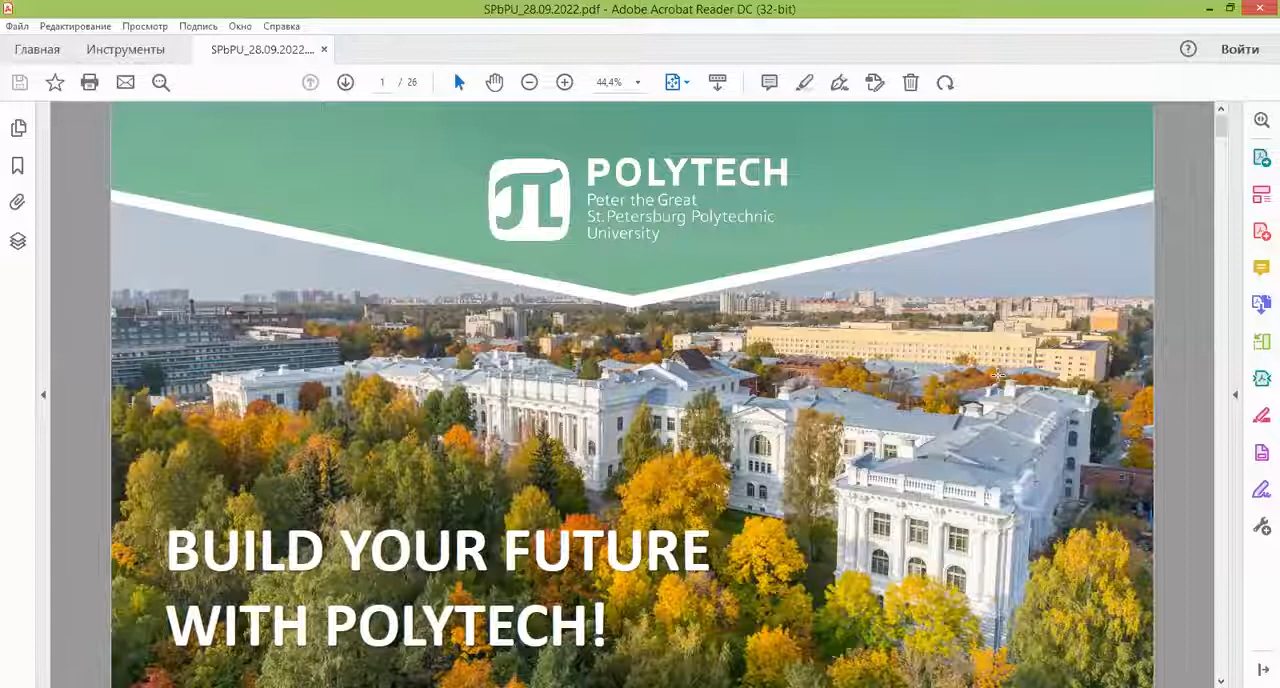 SPbPU_28.09.2022.pdf - Adobe Acrobat Reader DC (32-bit)
Файл Редактирование Просмотр Подпись Окно Справка
Главная Инструменты SPbPU_28.09.2022.... × Войти
1 / 26 44,4%
POLYTECH
Peter the Great
St. Petersburg Polytechnic
University
BUILD YOUR FUTURE
WITH POLYTECH!